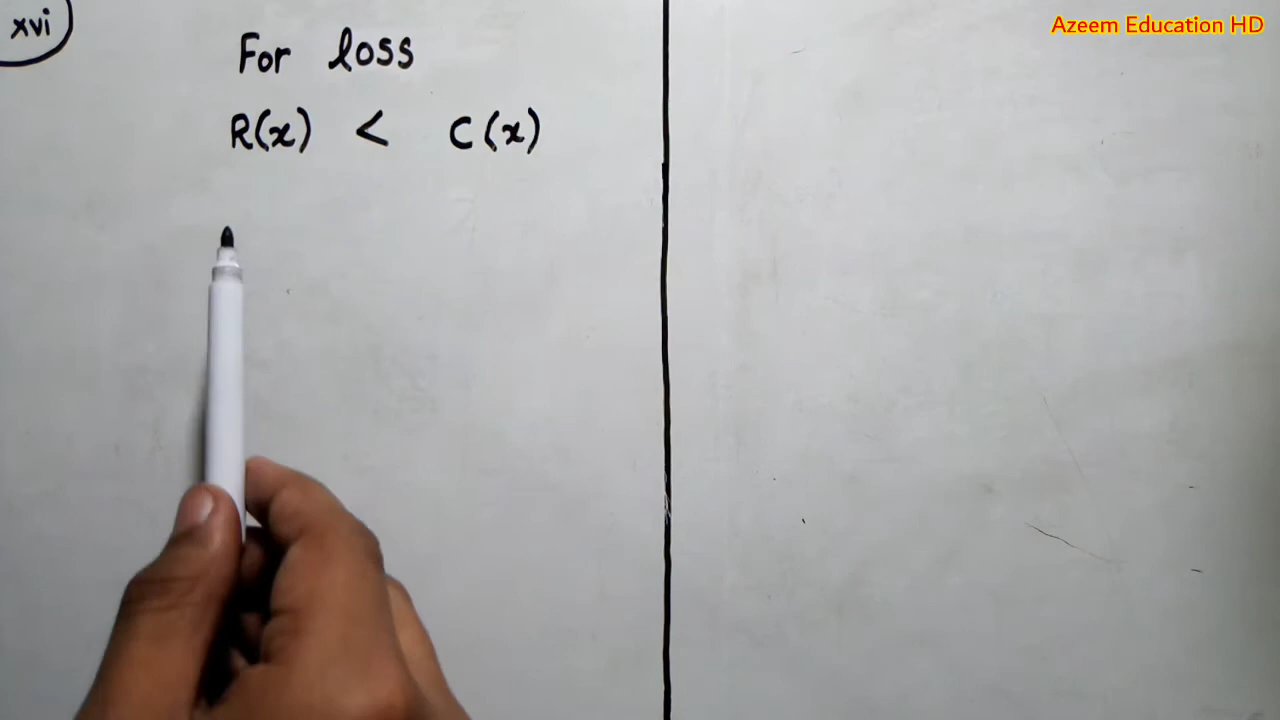 xvi
Azeem Education HD
For loss
R(x) < C(x)